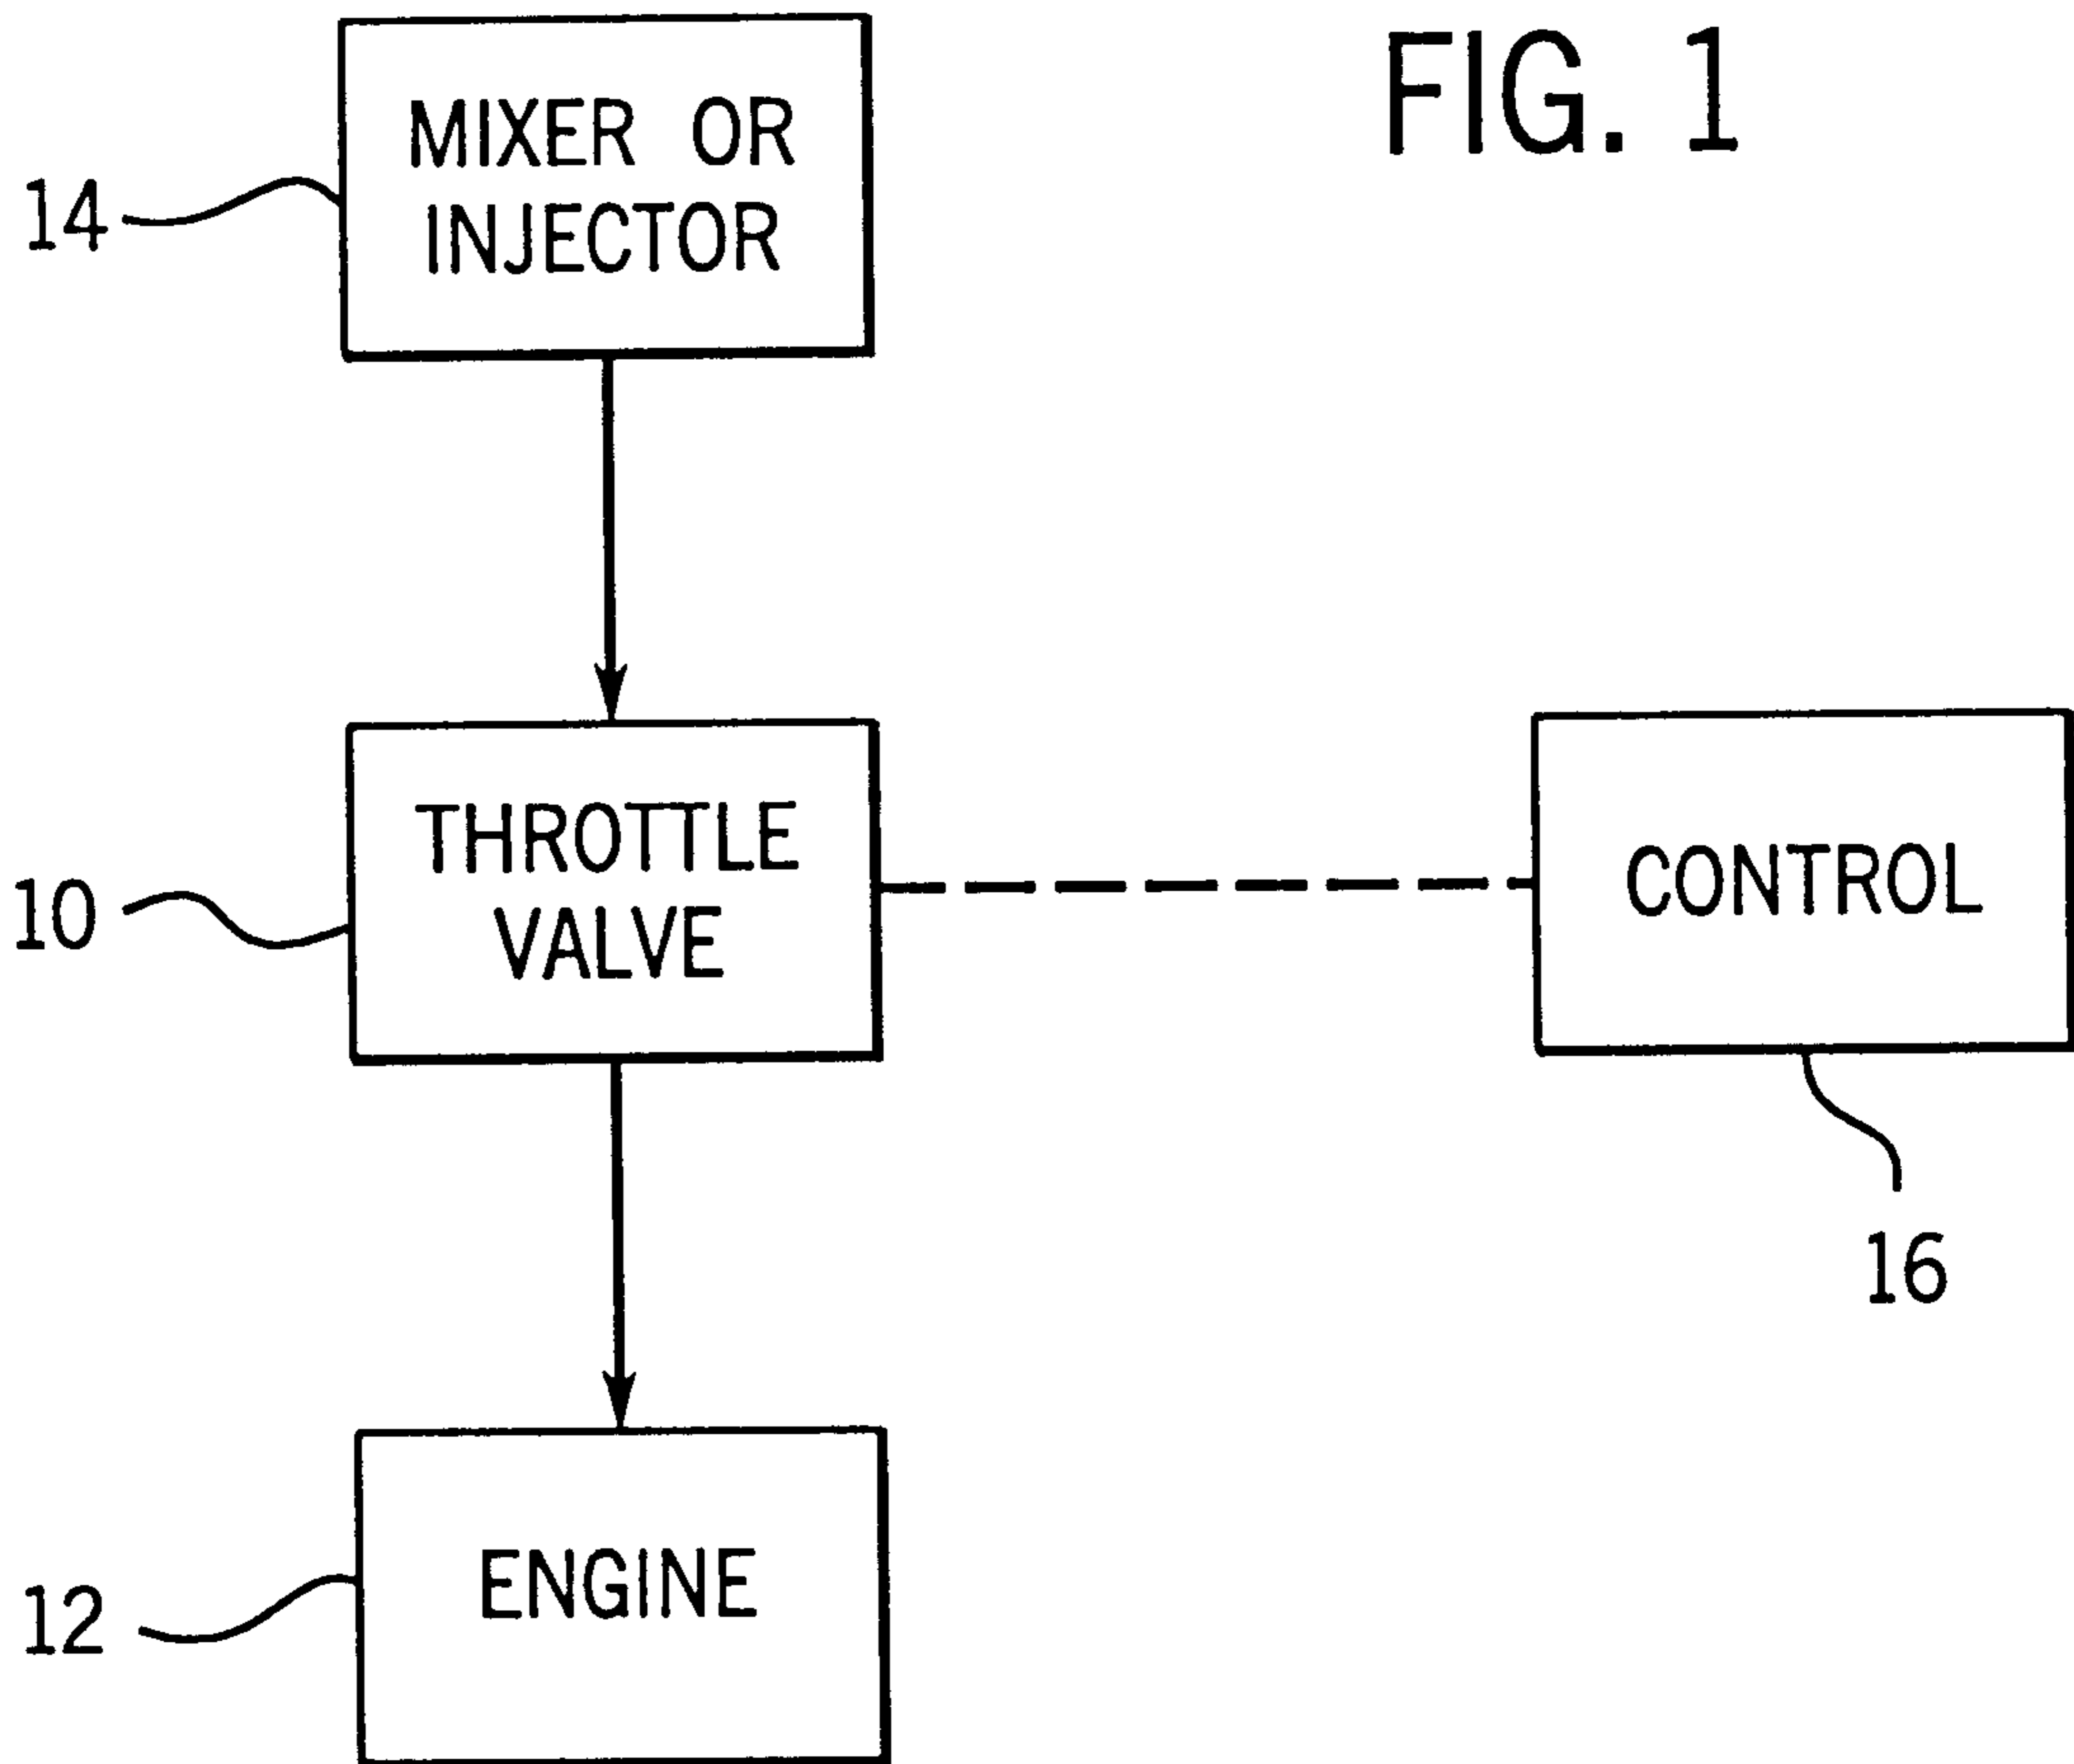 FIG. 1
MIXER OR
INJECTOR
14
THROTTLE
VALVE
10
CONTROL
16
ENGINE
12